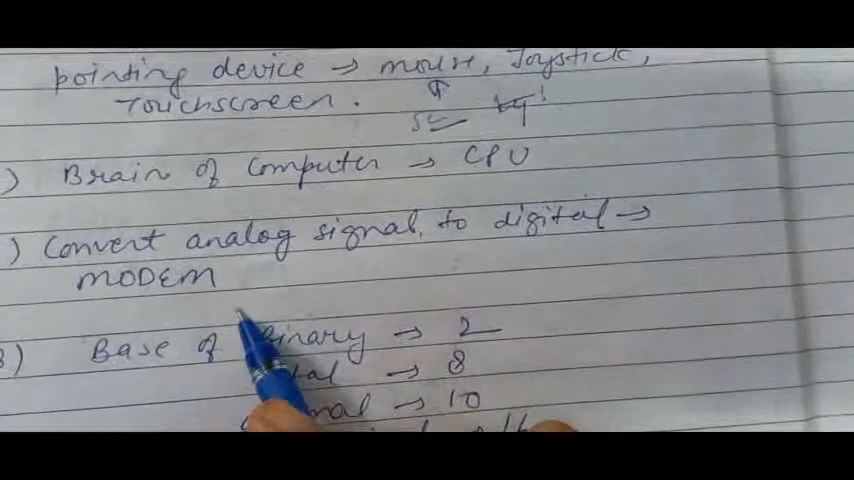 pointing device → mouse, Joystick,
Touchscreen.
) Brain of computer → CPU
) Convert analog signal to digital →
MODEM
3) Base of binary → 2
→ 8
→ 10